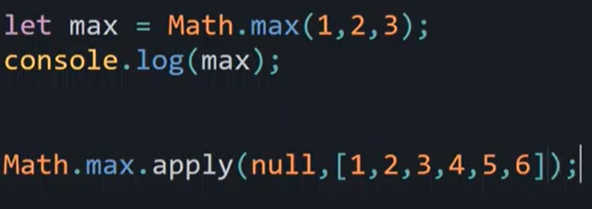 let max = Math.max(1,2,3);
console.log(max);
Math.max.apply(null,[1,2,3,4,5,6]);